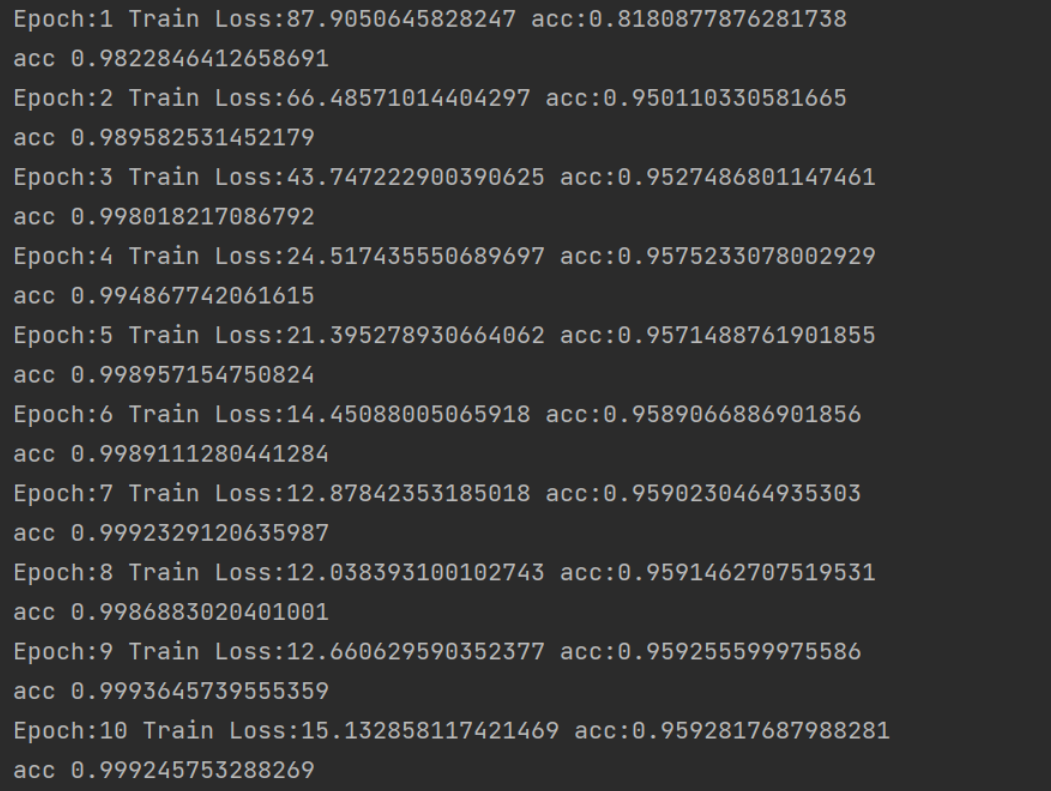 Epoch:1 Train Loss:87.9050645828247 acc:0.8180877876281738
acc 0.9822846412658691
Epoch:2 Train Loss:66.48571014404297 acc:0.950110330581665
acc 0.989582531452179
Epoch:3 Train Loss:43.747222900390625 acc:0.9527486801147461
acc 0.998018217086792
Epoch:4 Train Loss:24.517435550689697 acc:0.9575233078002929
acc 0.994867742061615
Epoch:5 Train Loss:21.395278930664062 acc:0.9571488761901855
acc 0.998957154750824
Epoch:6 Train Loss:14.45088005065918 acc:0.9589066886901856
acc 0.9989111280441284
Epoch:7 Train Loss:12.87842353185018 acc:0.9590230464935303
acc 0.9992329120635987
Epoch:8 Train Loss:12.038393100102743 acc:0.9591462707519531
acc 0.9986883020401001
Epoch:9 Train Loss:12.660629590352377 acc:0.959255599975586
acc 0.9993645739555359
Epoch:10 Train Loss:15.132858117421469 acc:0.9592817687988281
acc 0.999245753288269